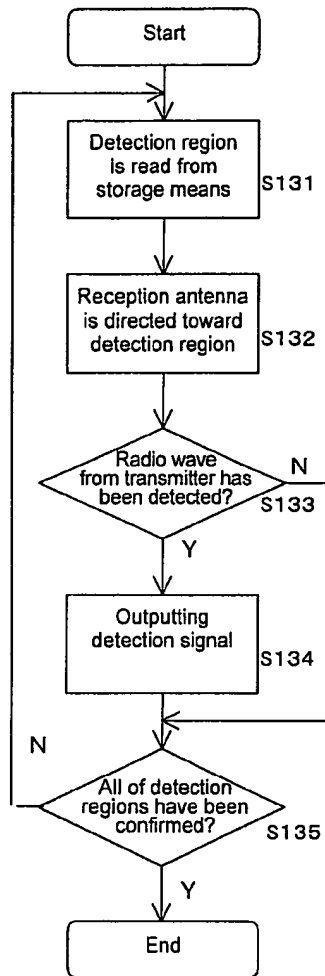 Start
Detection region
is read from
storage means
S131
Reception antenna
is directed toward
detection region
S132
Radio wave
from transmitter has
been detected?
N
S133
Y
Outputting
detection signal
S134
N
All of detection
regions have been
confirmed?
S135
Y
End